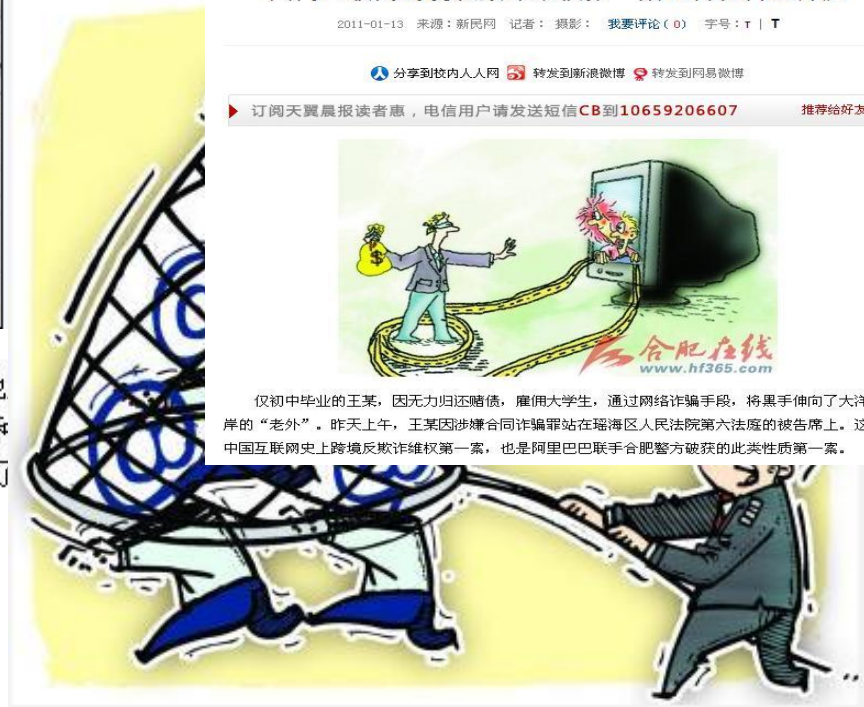 2011-01-13 来源：新民网 记者： 摄影： 我要评论(0) 字号：T | T
分享到校内人人网 转发到新浪微博 转发到网易微博
订阅天翼晨报读者惠，电信用户请发送短信CB到10659206607 推荐给好友
$
合肥在线
www.hf365.com
仅初中毕业的王某，因无力归还赌债，雇佣大学生，通过网络诈骗手段，将黑手伸向了大洋
岸的“老外”。昨天上午，王某因涉嫌合同诈骗罪站在瑶海区人民法院第六法庭的被告席上。这
中国互联网史上跨境反欺诈维权第一案，也是阿里巴巴联手合肥警方破获的此类性质第一案。
@
@
@